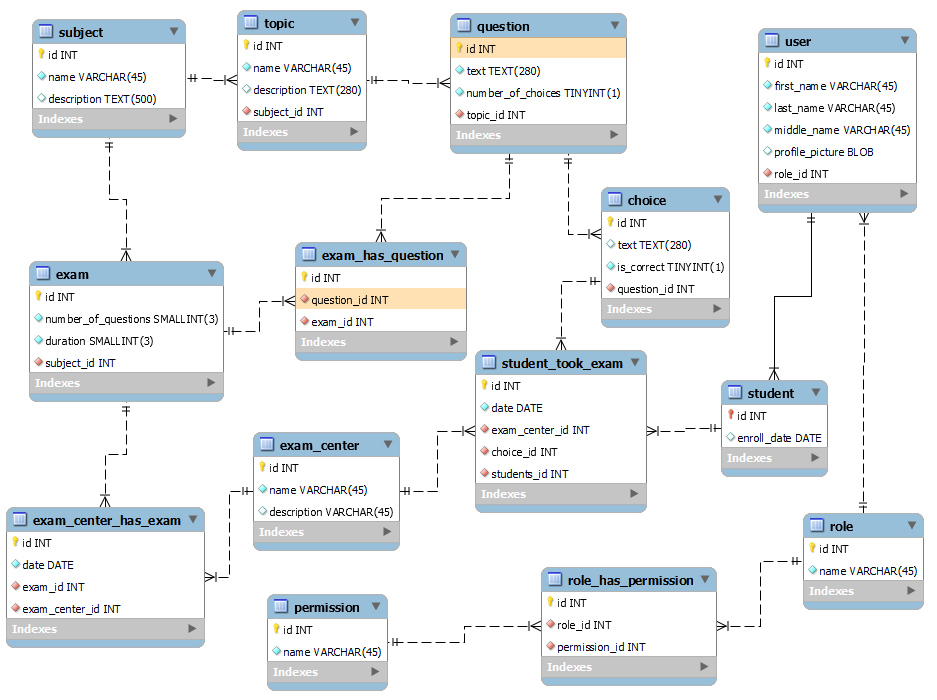 subject
id INT
name VARCHAR(45)
description TEXT(500)
Indexes
topic
id INT
name VARCHAR(45)
description TEXT(280)
subject_id INT
Indexes
question
id INT
text TEXT(280)
number_of_choices TINYINT(1)
topic_id INT
Indexes
user
id INT
first_name VARCHAR(45)
last_name VARCHAR(45)
middle_name VARCHAR(45)
profile_picture BLOB
role_id INT
Indexes
choice
id INT
text TEXT(280)
is_correct TINYINT(1)
question_id INT
Indexes
exam_has_question
id INT
question_id INT
exam_id INT
Indexes
exam
id INT
number_of_questions SMALLINT(3)
duration SMALLINT(3)
subject_id INT
Indexes
student_took_exam
id INT
date DATE
exam_center_id INT
choice_id INT
students_id INT
Indexes
student
id INT
enroll_date DATE
Indexes
exam_center
id INT
name VARCHAR(45)
description VARCHAR(45)
Indexes
exam_center_has_exam
id INT
date DATE
exam_id INT
exam_center_id INT
Indexes
role
id INT
name VARCHAR(45)
Indexes
role_has_permission
id INT
role_id INT
permission_id INT
Indexes
permission
id INT
name VARCHAR(45)
Indexes